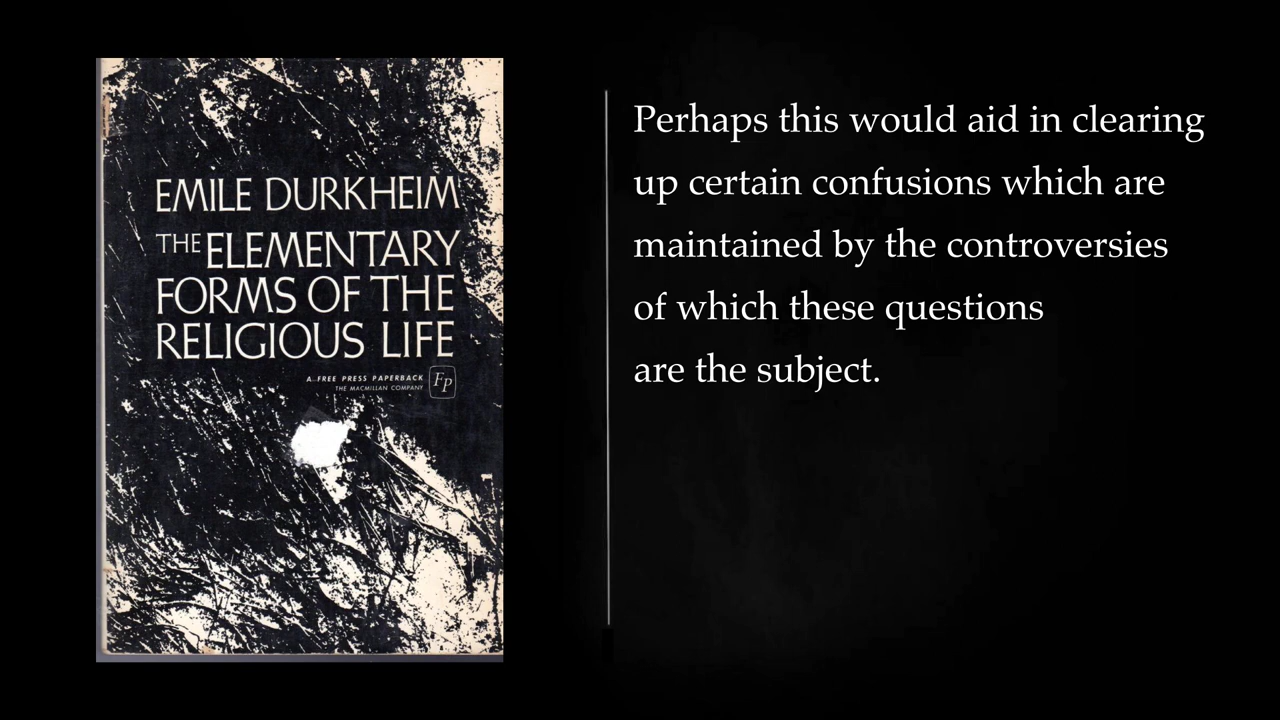 EMILE DURKHEIM
THE ELEMENTARY
FORMS OF THE
RELIGIOUS LIFE
A FREE PRESS PAPERBACK
THE MACMILLAN COMPANY
FP
Perhaps this would aid in clearing
up certain confusions which are
maintained by the controversies
of which these questions
are the subject.